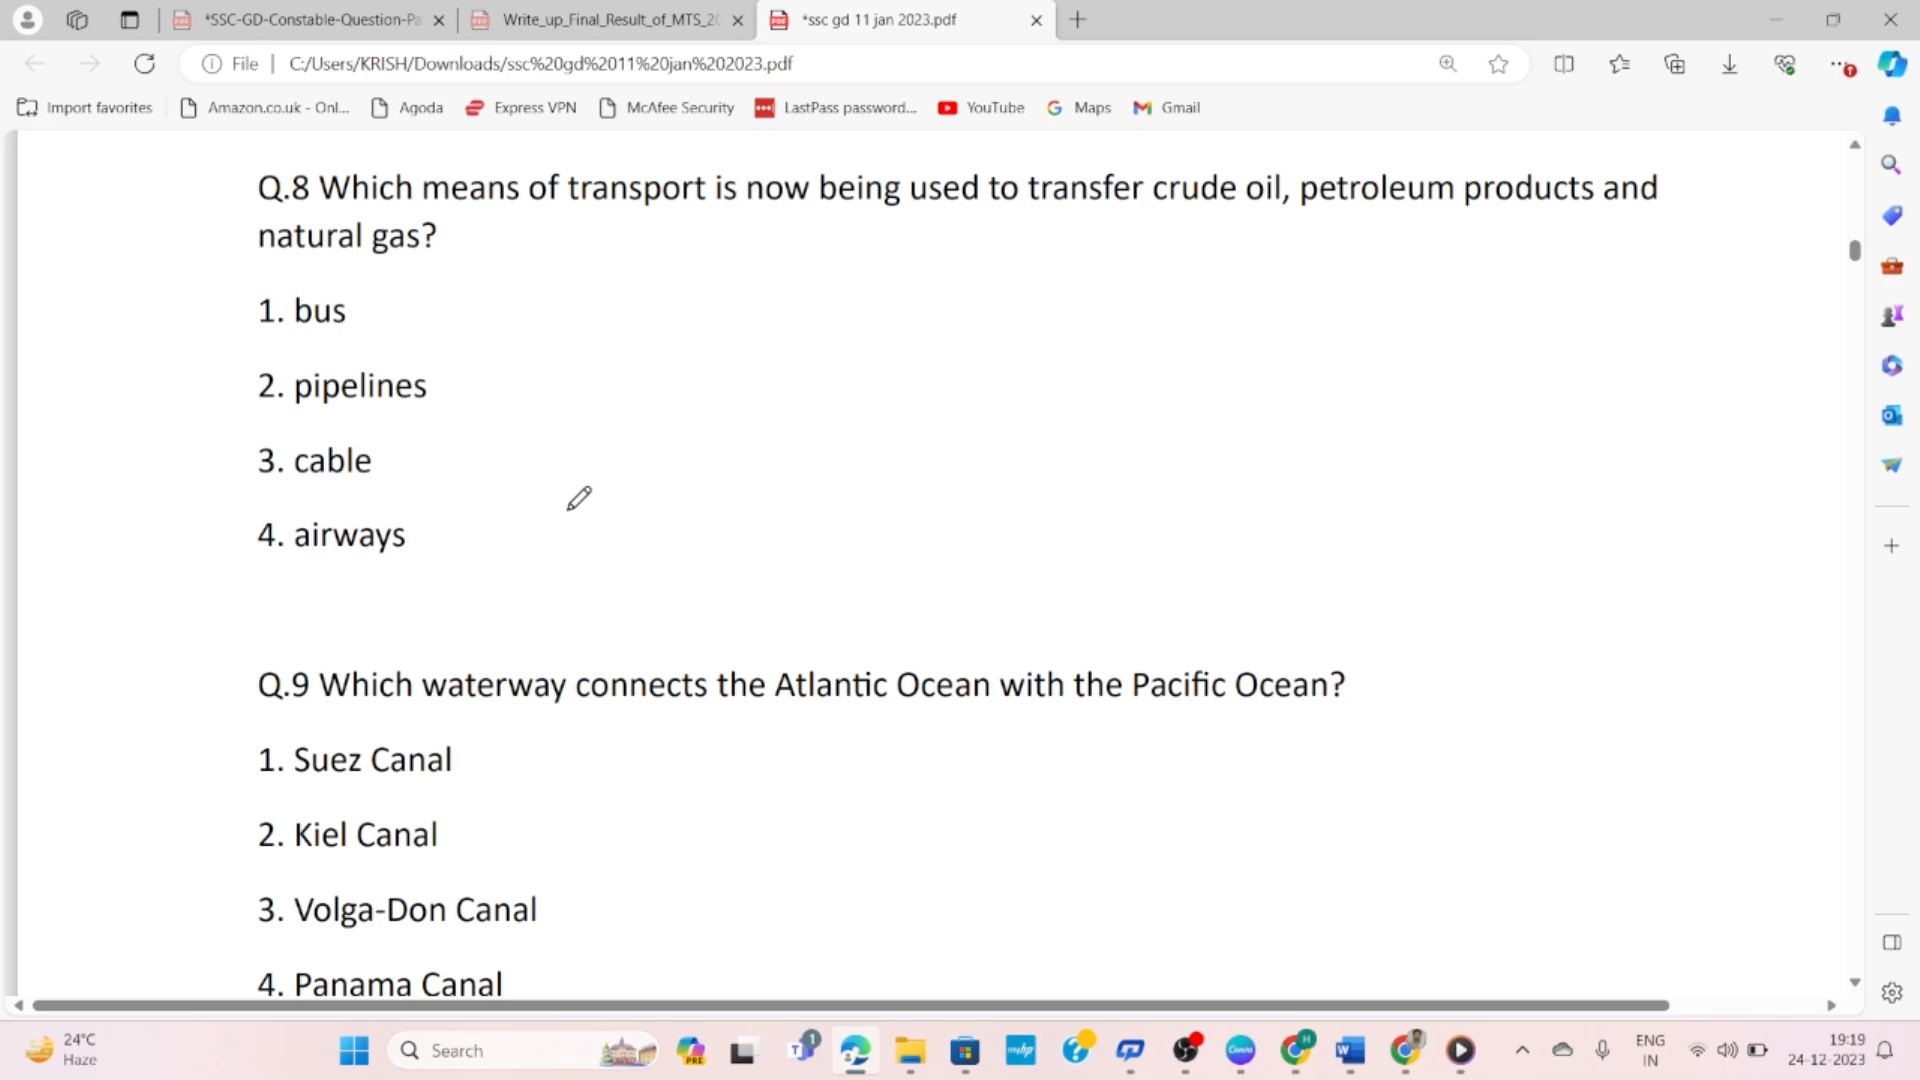 *SSC-GD-Constable-Question-Pa
Write_up_Final_Result_of_MTS_20
*ssc gd 11 jan 2023.pdf
File
C:/Users/KRISH/Downloads/ssc%20gd%2011%20jan%202023.pdf
Import favorites
Amazon.co.uk - Onl...
Agoda
Express VPN
McAfee Security
LastPass password...
YouTube
Maps
Gmail
Q.8 Which means of transport is now being used to transfer crude oil, petroleum products and
natural gas?
1. bus
2. pipelines
3. cable
4. airways
Q.9 Which waterway connects the Atlantic Ocean with the Pacific Ocean?
1. Suez Canal
2. Kiel Canal
3. Volga-Don Canal
4. Panama Canal
24°C
Haze
Search
PRE
1
myhp
Canva
H
ENG
IN
19:19
24-12-2023